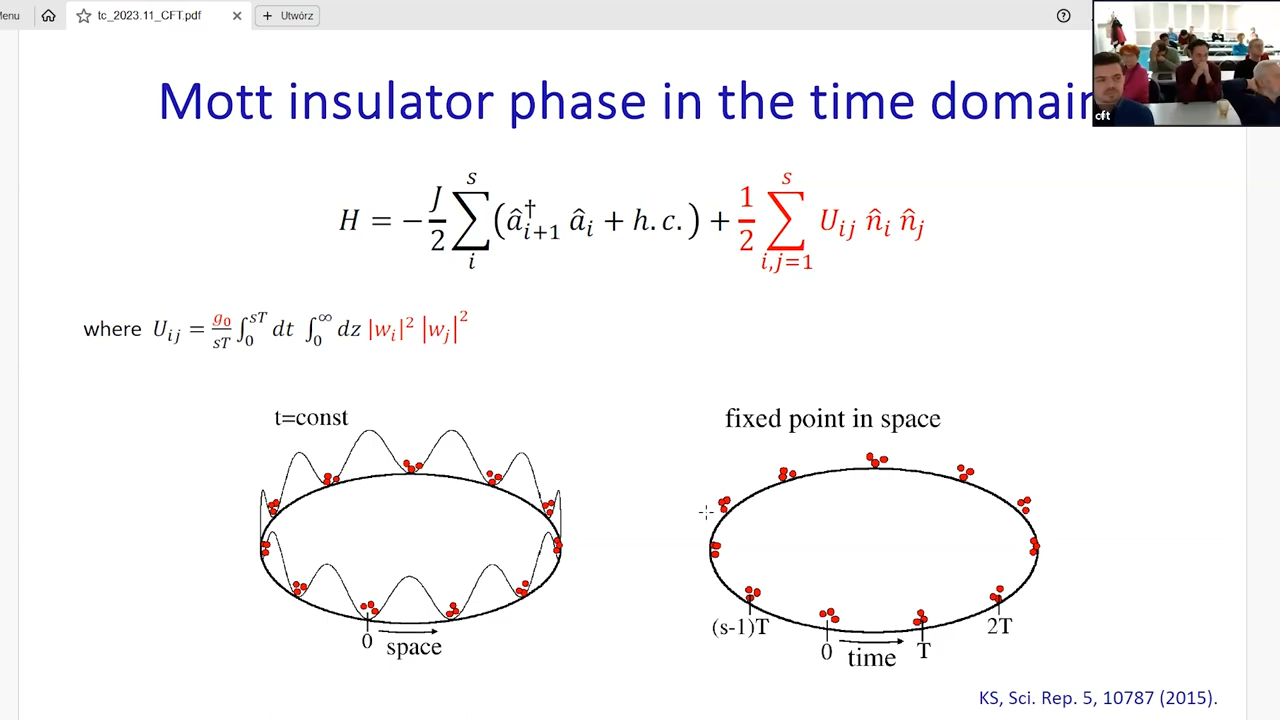 Menu
tc_2023.11_CFT.pdf
Utwórz
cft
Mott insulator phase in the time domain
H = −J/2 ∑_i^s (â†_{i+1} â_i + h.c.) + 1/2 ∑_{i,j=1}^s U_{ij} n̂_i n̂_j
where U_{ij} = g₀/sT ∫_0^{sT} dt ∫_0^∞ dz |w_i|² |w_j|²
t=const
fixed point in space
0
space
(s-1)T
0
time
T
2T
KS, Sci. Rep. 5, 10787 (2015).